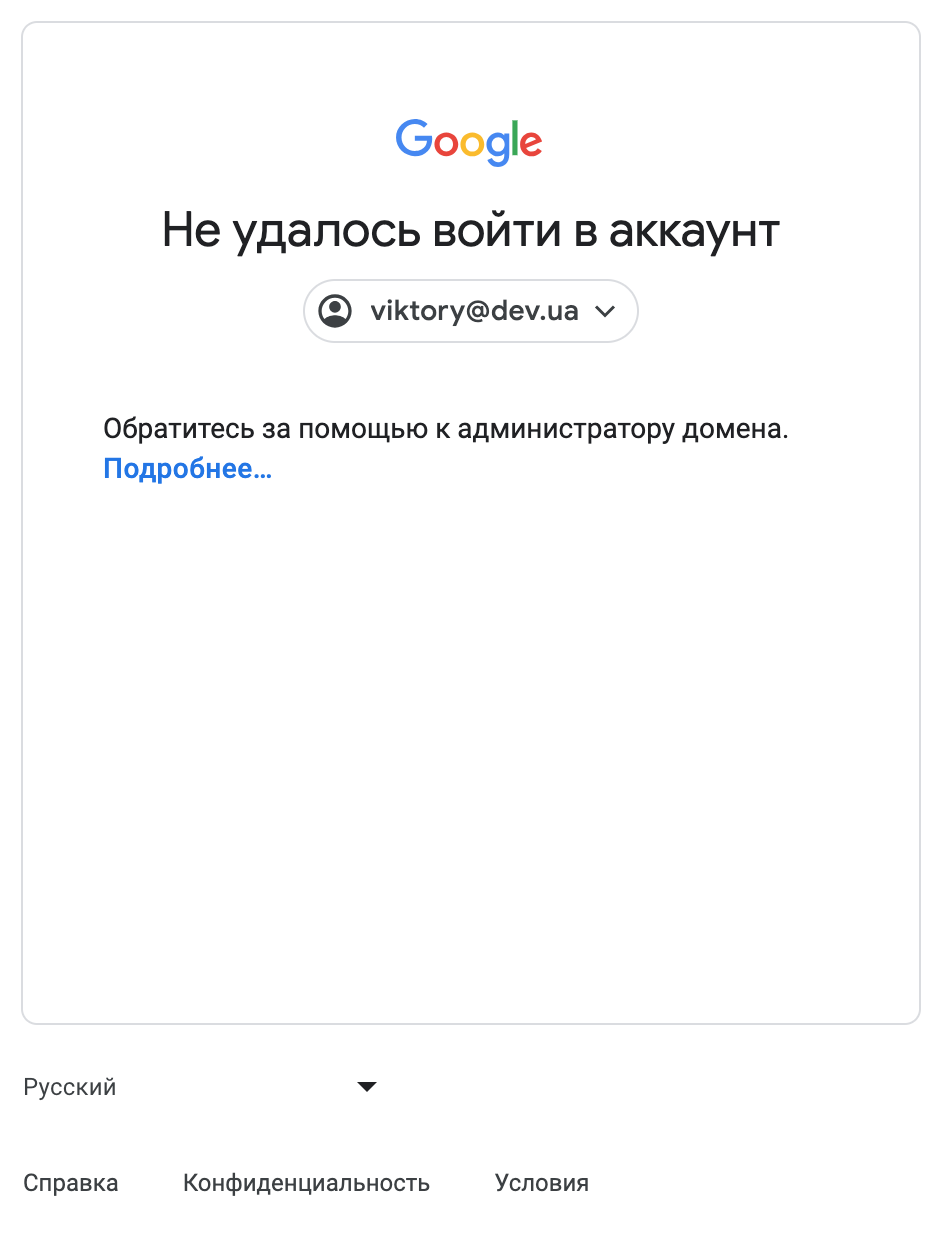 Google
Не удалось войти в аккаунт
viktory@dev.ua
Обратитесь за помощью к администратору домена.
Подробнее...
Русский
Справка Конфиденциальность Условия